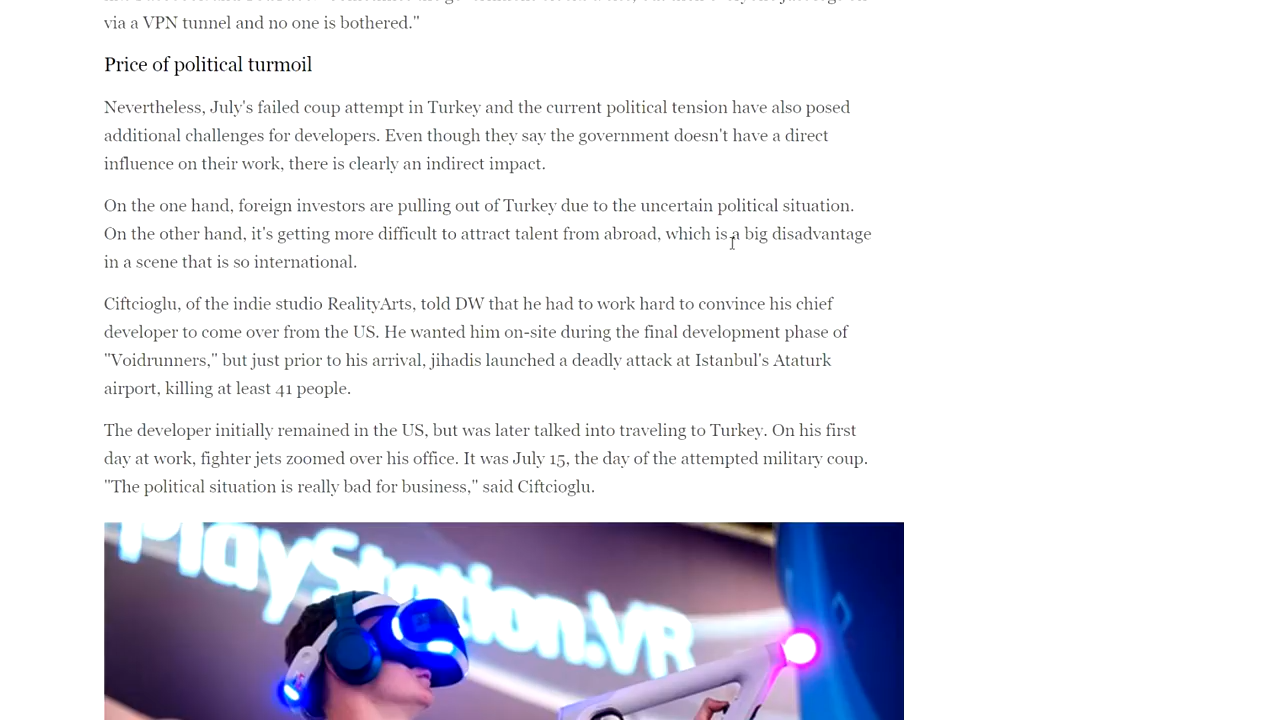 via a VPN tunnel and no one is bothered."
Price of political turmoil
Nevertheless, July's failed coup attempt in Turkey and the current political tension have also posed
additional challenges for developers. Even though they say the government doesn't have a direct
influence on their work, there is clearly an indirect impact.
On the one hand, foreign investors are pulling out of Turkey due to the uncertain political situation.
On the other hand, it's getting more difficult to attract talent from abroad, which is a big disadvantage
in a scene that is so international.
Ciftcioglu, of the indie studio RealityArts, told DW that he had to work hard to convince his chief
developer to come over from the US. He wanted him on-site during the final development phase of
"Voidrunners," but just prior to his arrival, jihadis launched a deadly attack at Istanbul's Ataturk
airport, killing at least 41 people.
The developer initially remained in the US, but was later talked into traveling to Turkey. On his first
day at work, fighter jets zoomed over his office. It was July 15, the day of the attempted military coup.
"The political situation is really bad for business," said Ciftcioglu.
PlayStation.VR